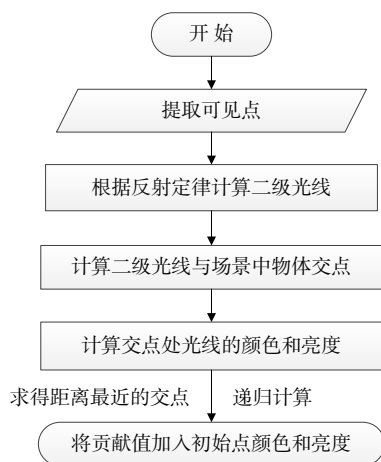 开 始
提取可见点
根据反射定律计算二级光线
计算二级光线与场景中物体交点
计算交点处光线的颜色和亮度
求得距离最近的交点 递归计算
将贡献值加入初始点颜色和亮度